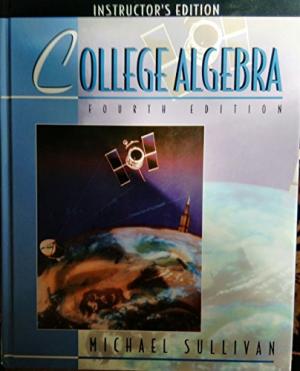 INSTRUCTOR'S EDITION
COLLEGE ALGEBRA
FOURTH EDITION
MICHAEL SULLIVAN